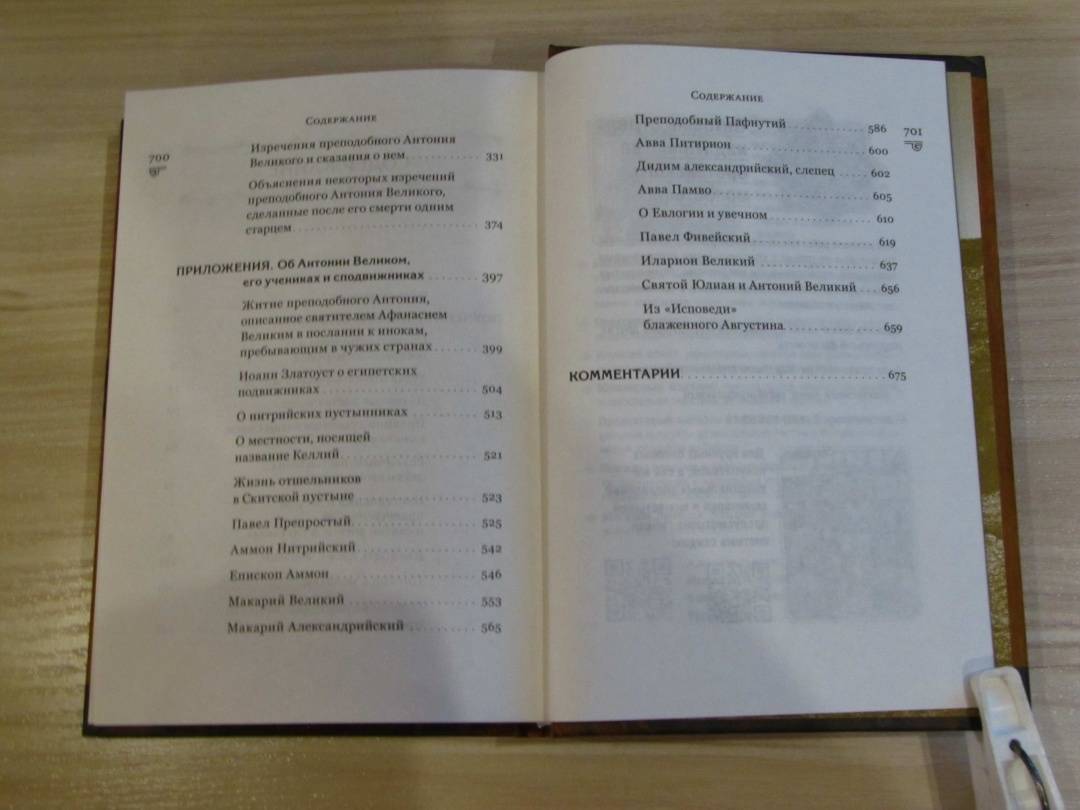 Содержание
700
Изречения преподобного Антония
Великого и сказания о нем................331
Объяснения некоторых изречений
преподобного Антония Великого,
сделанные после его смерти одним
старцем................374
ПРИЛОЖЕНИЯ. Об Антонии Великом,
его учениках и сподвижниках................397
Житие преподобного Антония,
описанное святителем Афанасием
Великим в послании к инокам,
пребывающим в чужих странах................399
Иоанн Златоуст о египетских
подвижниках................504
О нитрийских пустынниках................513
О местности, носящей
название Келлий................521
Жизнь отшельников
в Скитской пустыне................523
Павел Препростый................525
Аммон Нитрийский................542
Епископ Аммон................546
Макарий Великий................553
Макарий Александрийский................565
Содержание
701
Преподобный Пафнутий................586
Авва Питирион................600
Дидим александрийский, слепец................602
Авва Памво................605
О Евлогии и увечном................610
Павел Фивейский................619
Иларион Великий................637
Святой Юлиан и Антоний Великий................656
Из «Исповеди»
блаженного Августина................659
КОММЕНТАРИИ................675